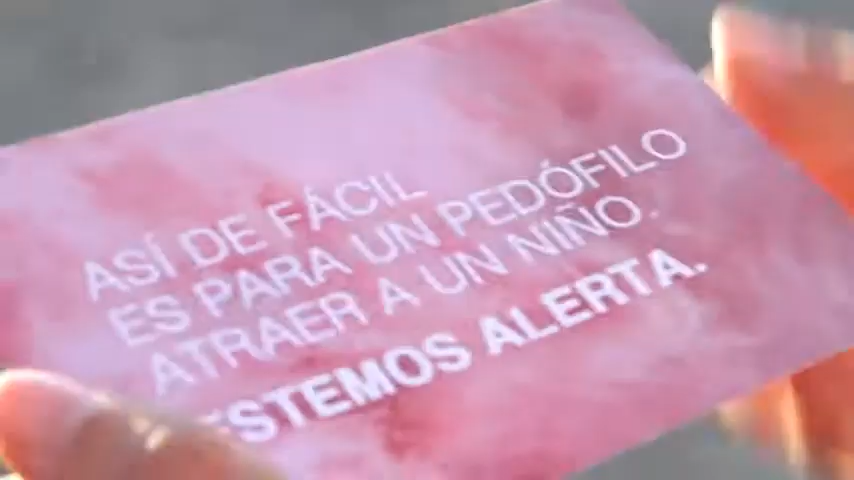 ASÍ DE FÁCIL
ES PARA UN PEDÓFILO
ATRAER A UN NIÑO.
ESTEMOS ALERTA.